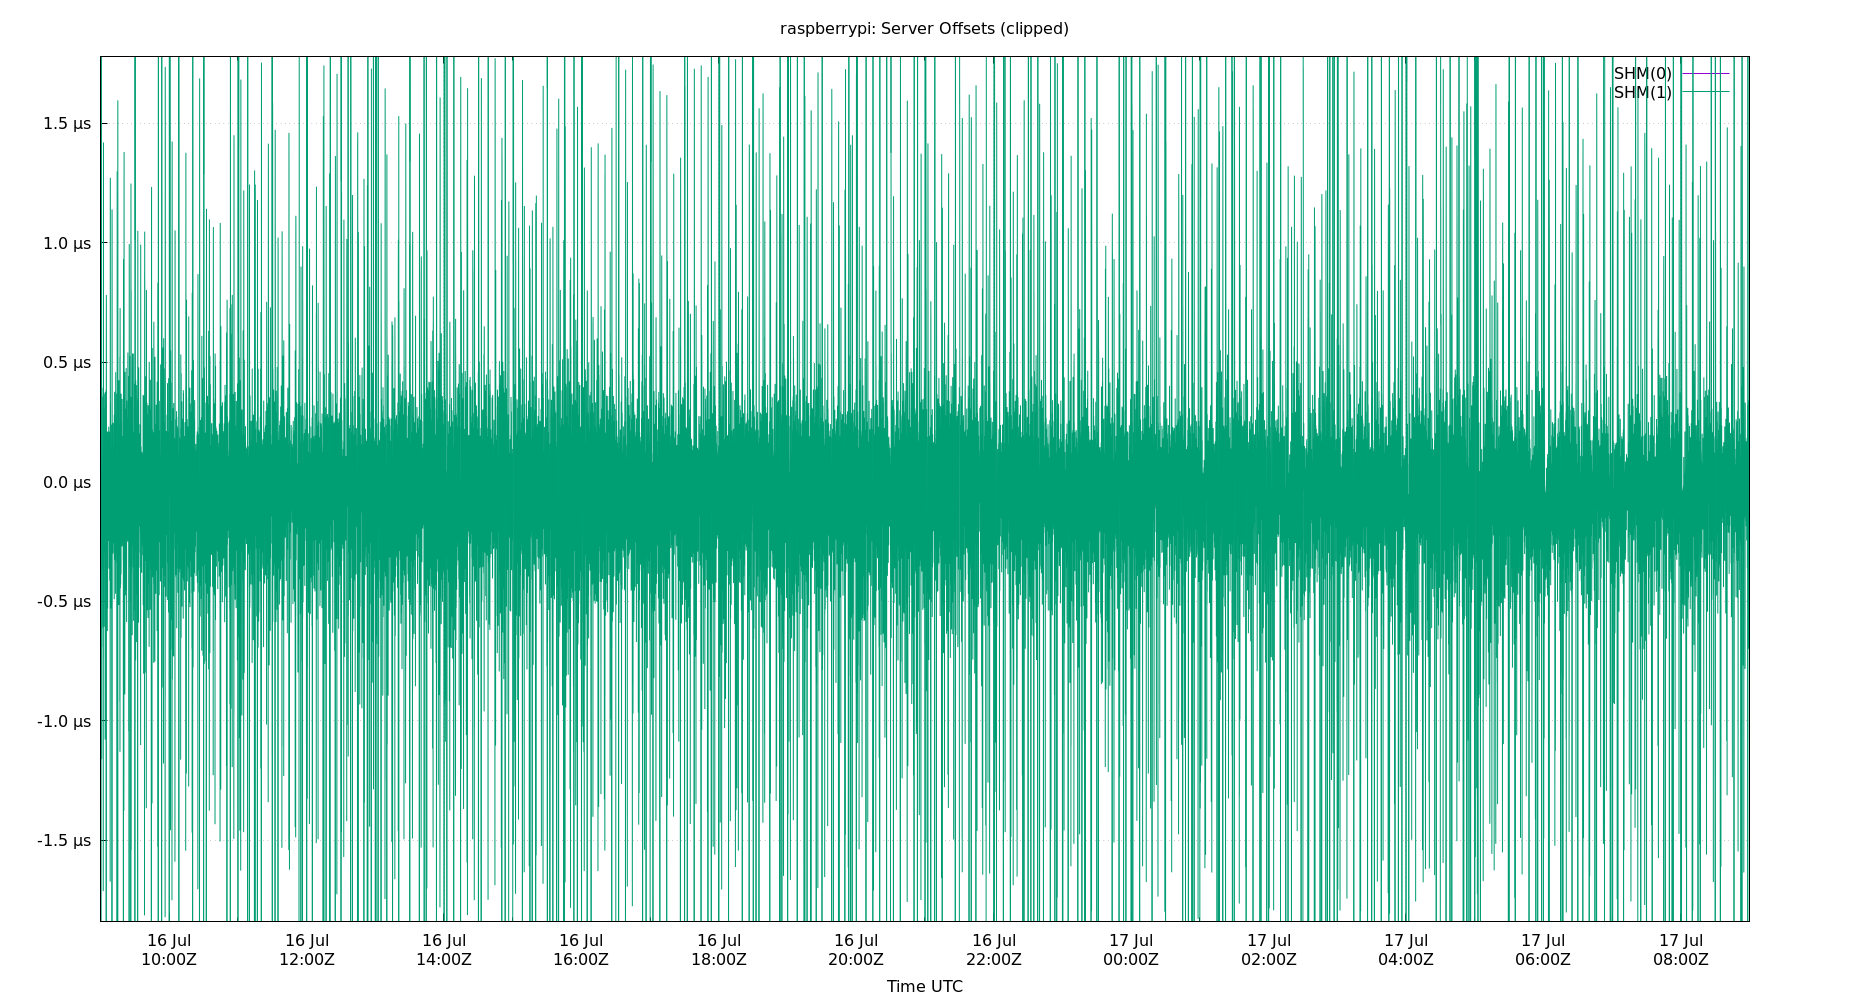 raspberrypi: Server Offsets (clipped)
SHM(0)
SHM(1)
1.5 µs
1.0 µs
0.5 µs
0.0 µs
-0.5 µs
-1.0 µs
-1.5 µs
16 Jul 16 Jul 16 Jul 16 Jul 16 Jul 16 Jul 16 Jul 17 Jul 17 Jul 17 Jul 17 Jul 17 Jul
10:00Z 12:00Z 14:00Z 16:00Z 18:00Z 20:00Z 22:00Z 00:00Z 02:00Z 04:00Z 06:00Z 08:00Z
Time UTC